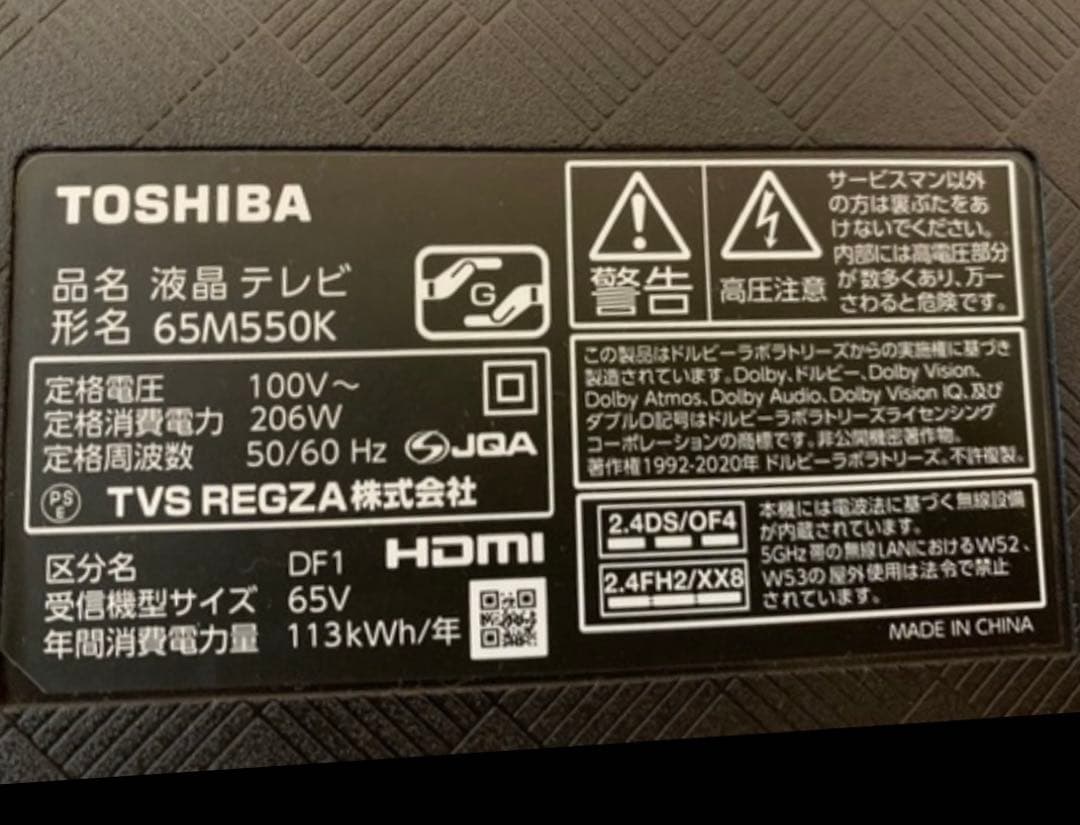 TOSHIBA
品名 液晶テレビ
形名 65M550K
G
定格電圧 100V～
定格消費電力 206W
定格周波数 50/60 Hz
JQA
PS
E
TVS REGZA株式会社
区分名 DF1
HDMI
受信機型サイズ 65V
年間消費電力量 113kWh/年
警告
高圧注意
サービスマン以外
の方は裏ぶたをあ
けないでください。
内部には高電圧部分
が数多くあり、万一
さわると危険です。
この製品はドルビーラボラトリーズからの実施権に基づき
製造されています。Dolby、ドルビー、Dolby Vision、
Dolby Atmos、Dolby Audio、Dolby Vision IQ、及び
ダブルD記号はドルビーラボラトリーズライセンシング
コーポレーションの商標です。非公開機密著作物。
著作権1992-2020年 ドルビーラボラトリーズ。不許複製。
2.4DS/OF4
2.4FH2/XX8
本機には電波法に基づく無線設備
が内蔵されています。
5GHz帯の無線LANにおけるW52、
W53の屋外使用は法令で禁止
されています。
MADE IN CHINA